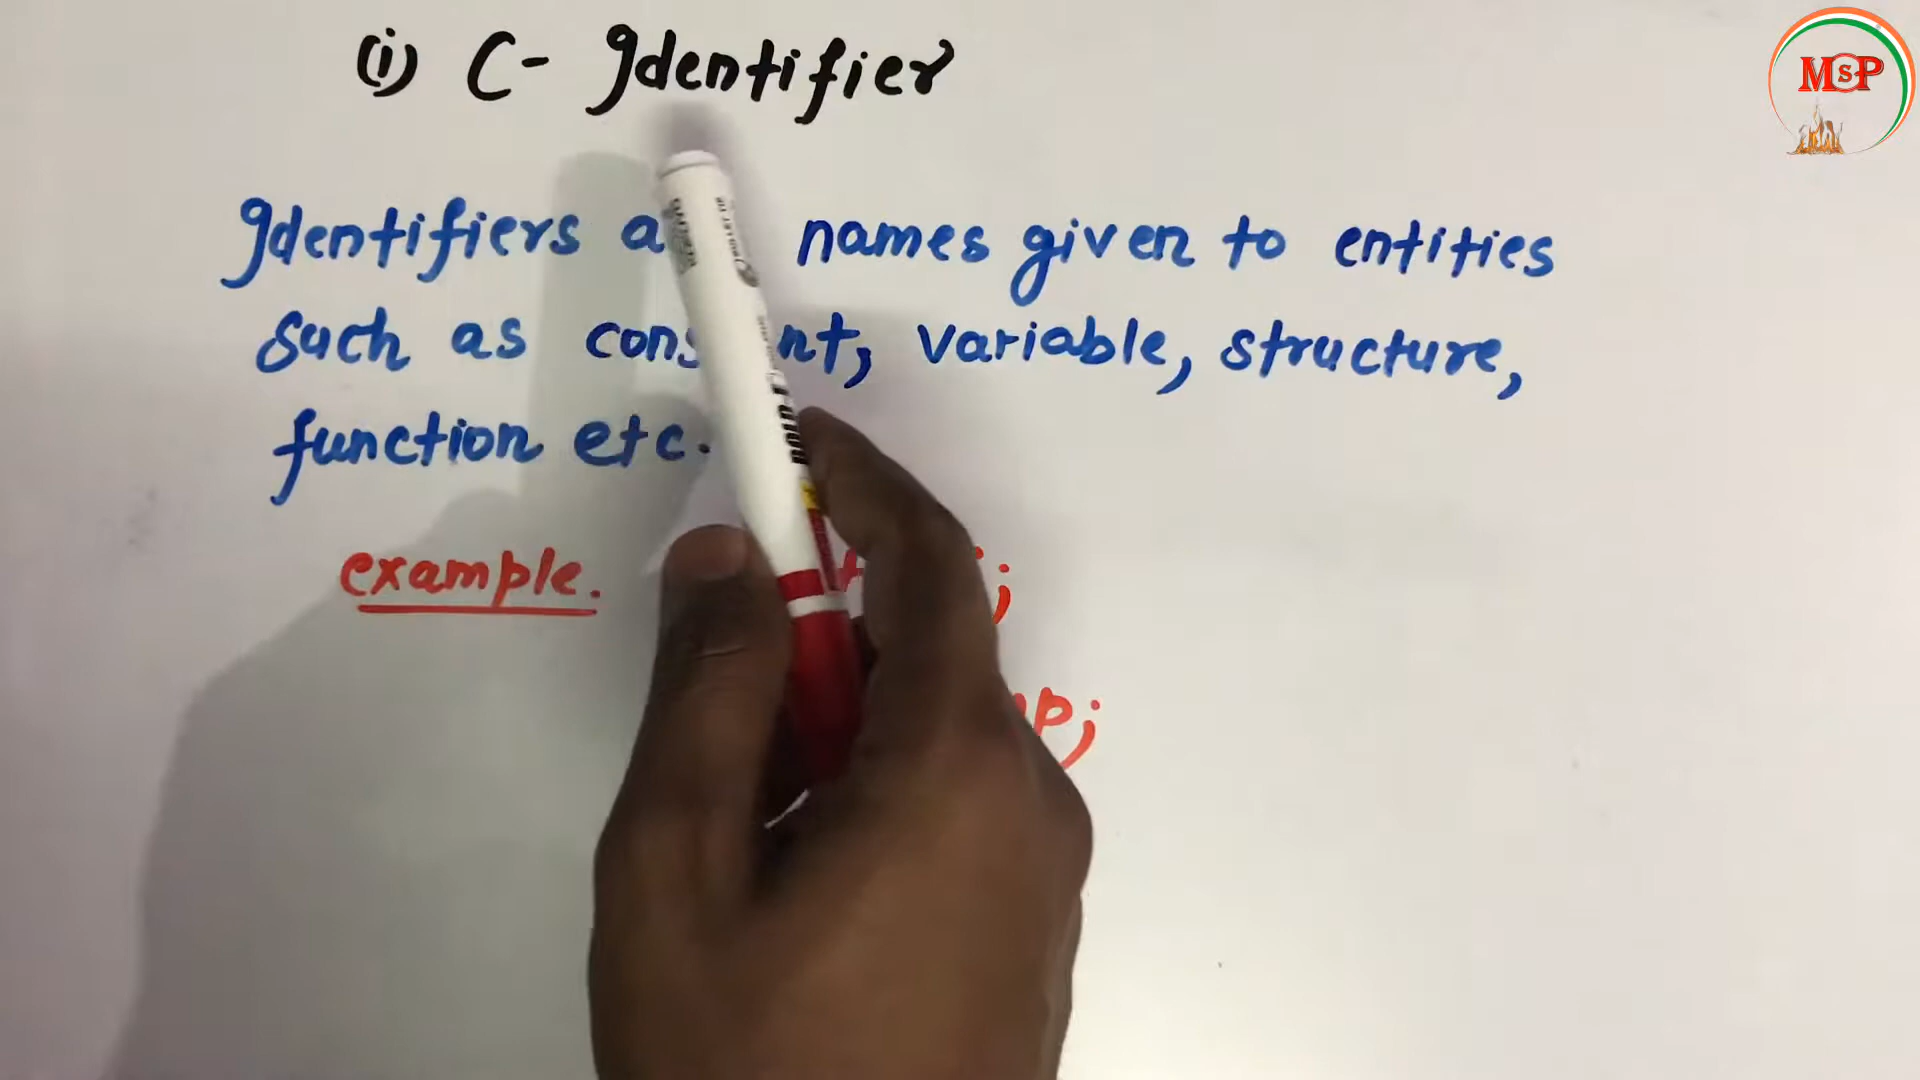 (i) C- Identifier
Identifiers a names given to entities
such as cons nt, variable, structure,
function etc.
example. ;
p;
MSP